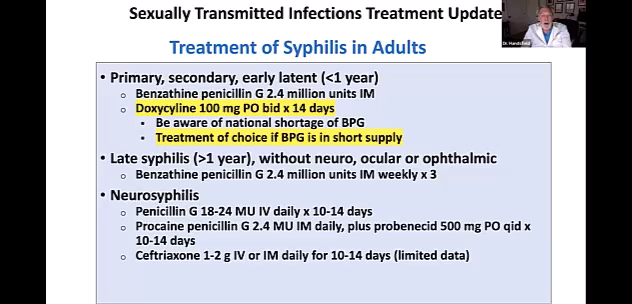 Sexually Transmitted Infections Treatment Update
Dr. Handsfield
Treatment of Syphilis in Adults
• Primary, secondary, early latent (<1 year)
o Benzathine penicillin G 2.4 million units IM
o Doxycycline 100 mg PO bid x 14 days
▪ Be aware of national shortage of BPG
▪ Treatment of choice if BPG is in short supply
• Late syphilis (>1 year), without neuro, ocular or ophthalmic
o Benzathine penicillin G 2.4 million units IM weekly x 3
• Neurosyphilis
o Penicillin G 18-24 MU IV daily x 10-14 days
o Procaine penicillin G 2.4 MU IM daily, plus probenecid 500 mg PO qid x
10-14 days
o Ceftriaxone 1-2 g IV or IM daily for 10-14 days (limited data)